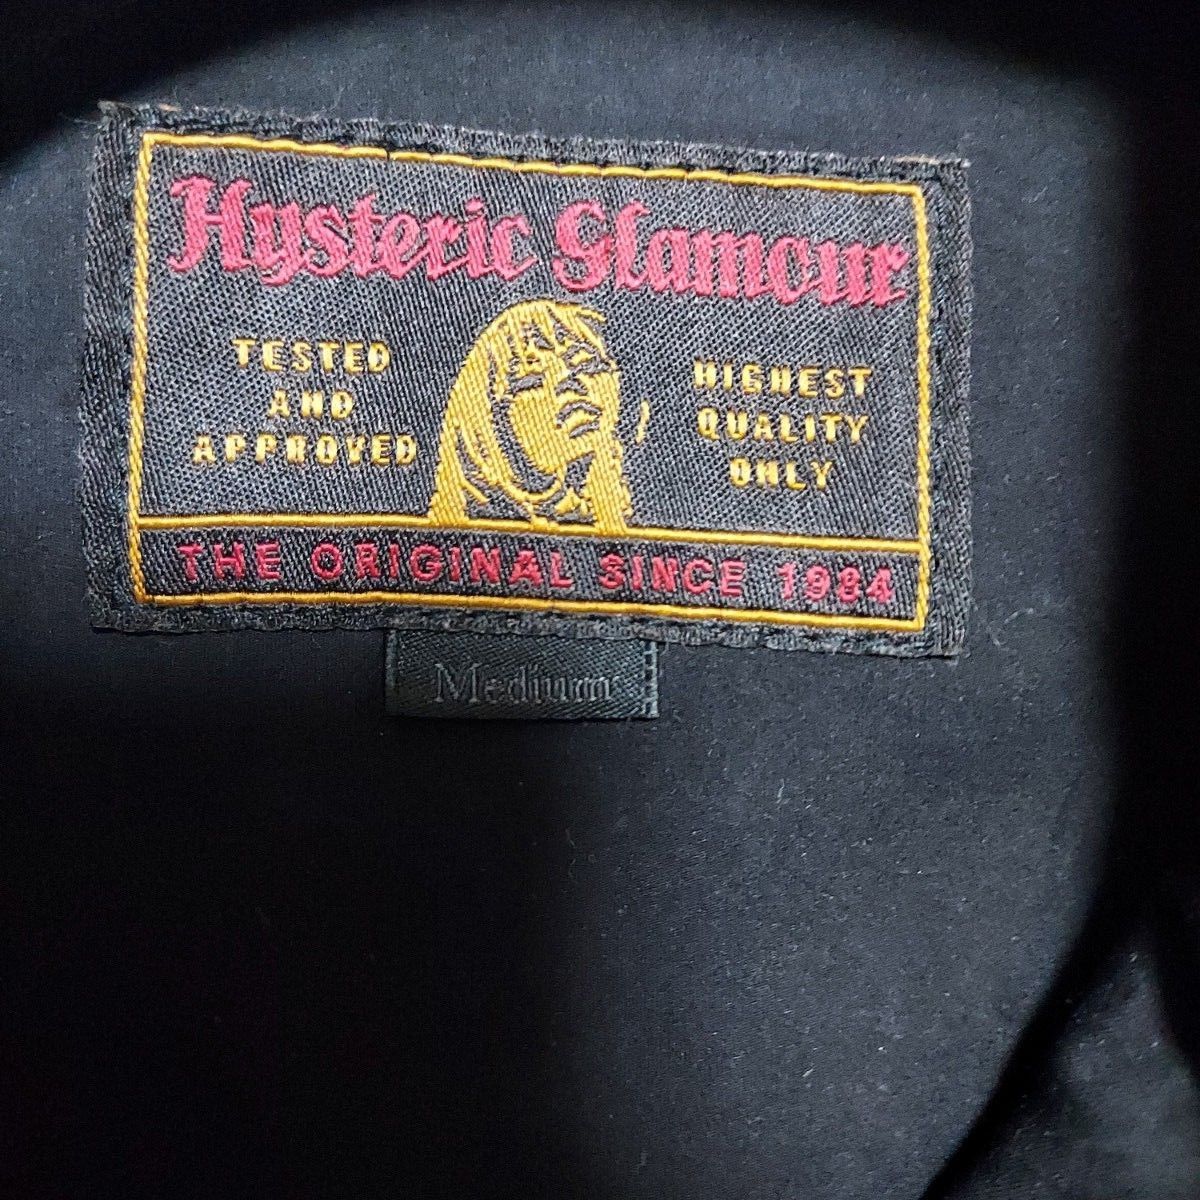 Hysteric Glamour
TESTED
AND
APPROVED
HIGHEST
QUALITY
ONLY
THE ORIGINAL SINCE 1984
Medium